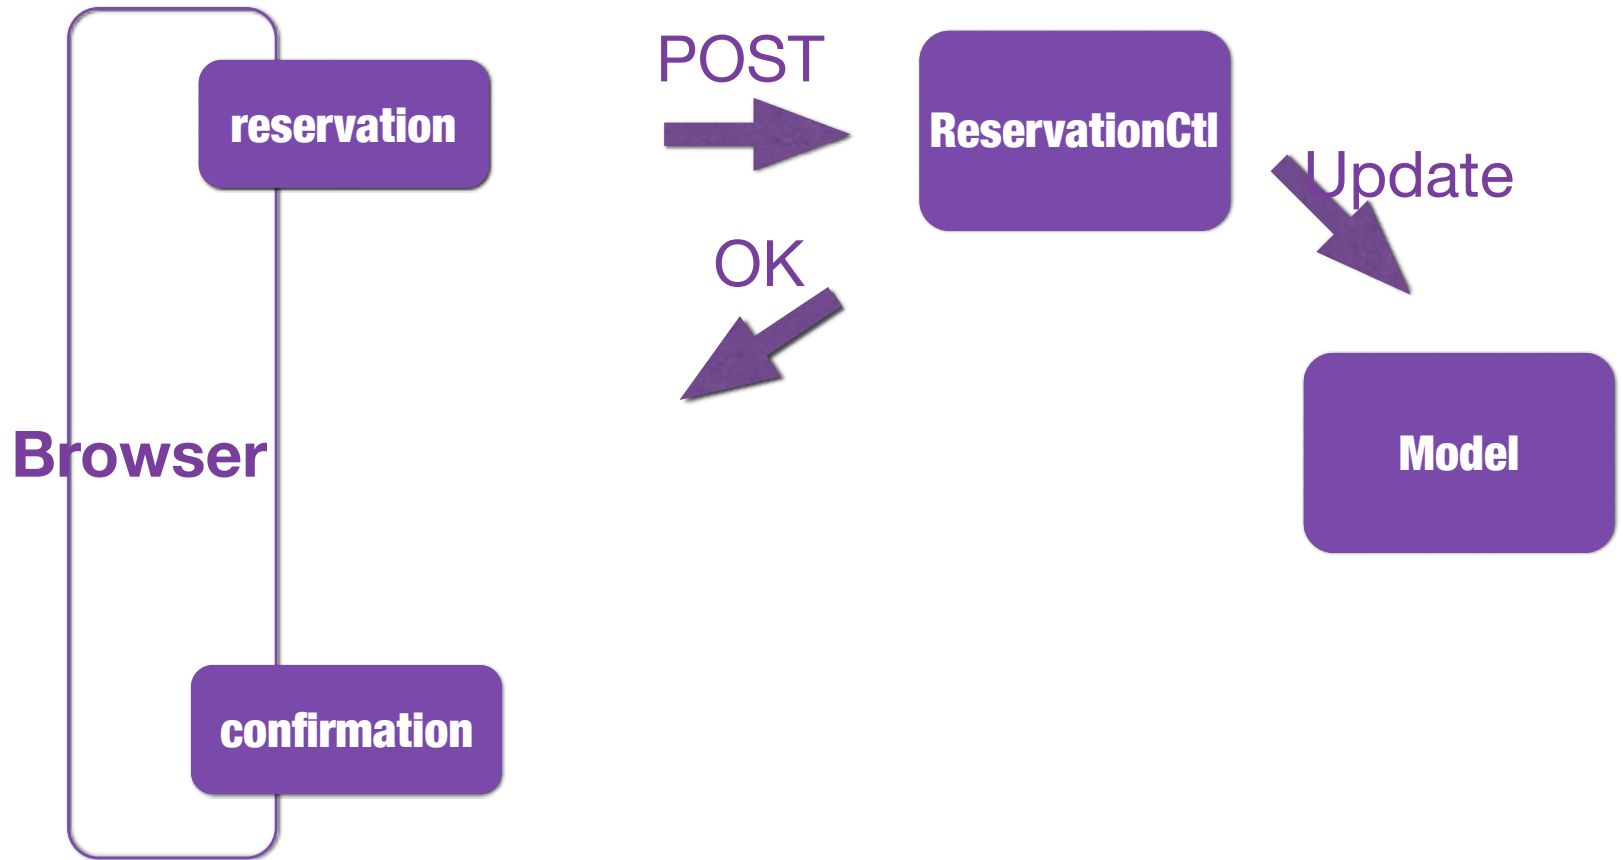 POST
reservation
ReservationCtl
Update
OK
Browser
Model
confirmation